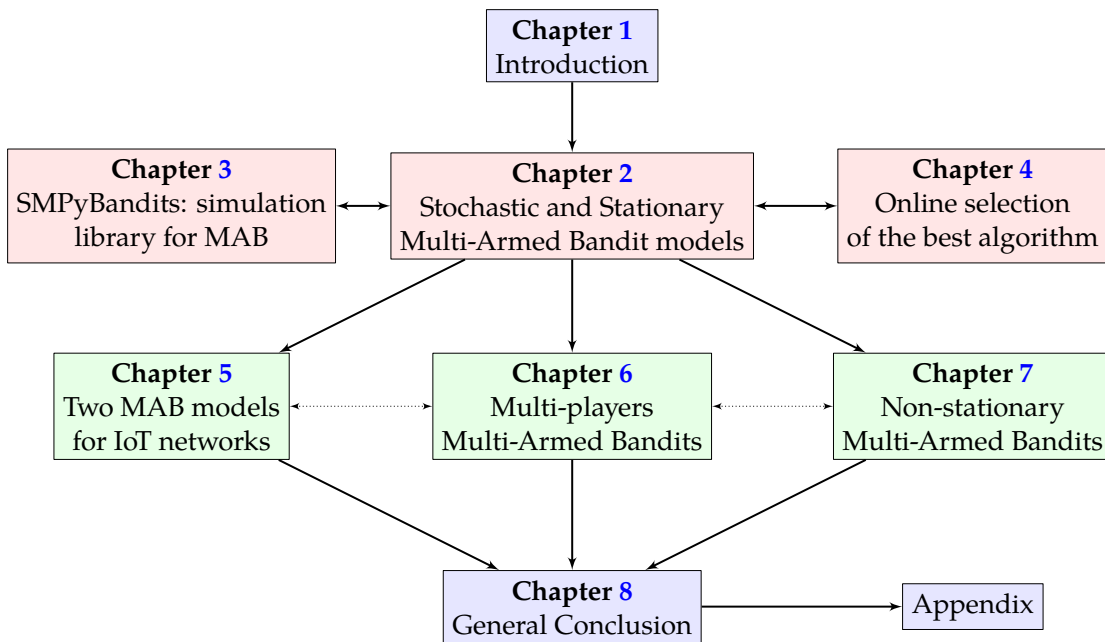 Chapter 1
Introduction
Chapter 3
SMPyBandits: simulation
library for MAB
Chapter 2
Stochastic and Stationary
Multi-Armed Bandit models
Chapter 4
Online selection
of the best algorithm
Chapter 5
Two MAB models
for IoT networks
Chapter 6
Multi-players
Multi-Armed Bandits
Chapter 7
Non-stationary
Multi-Armed Bandits
Chapter 8
General Conclusion
Appendix